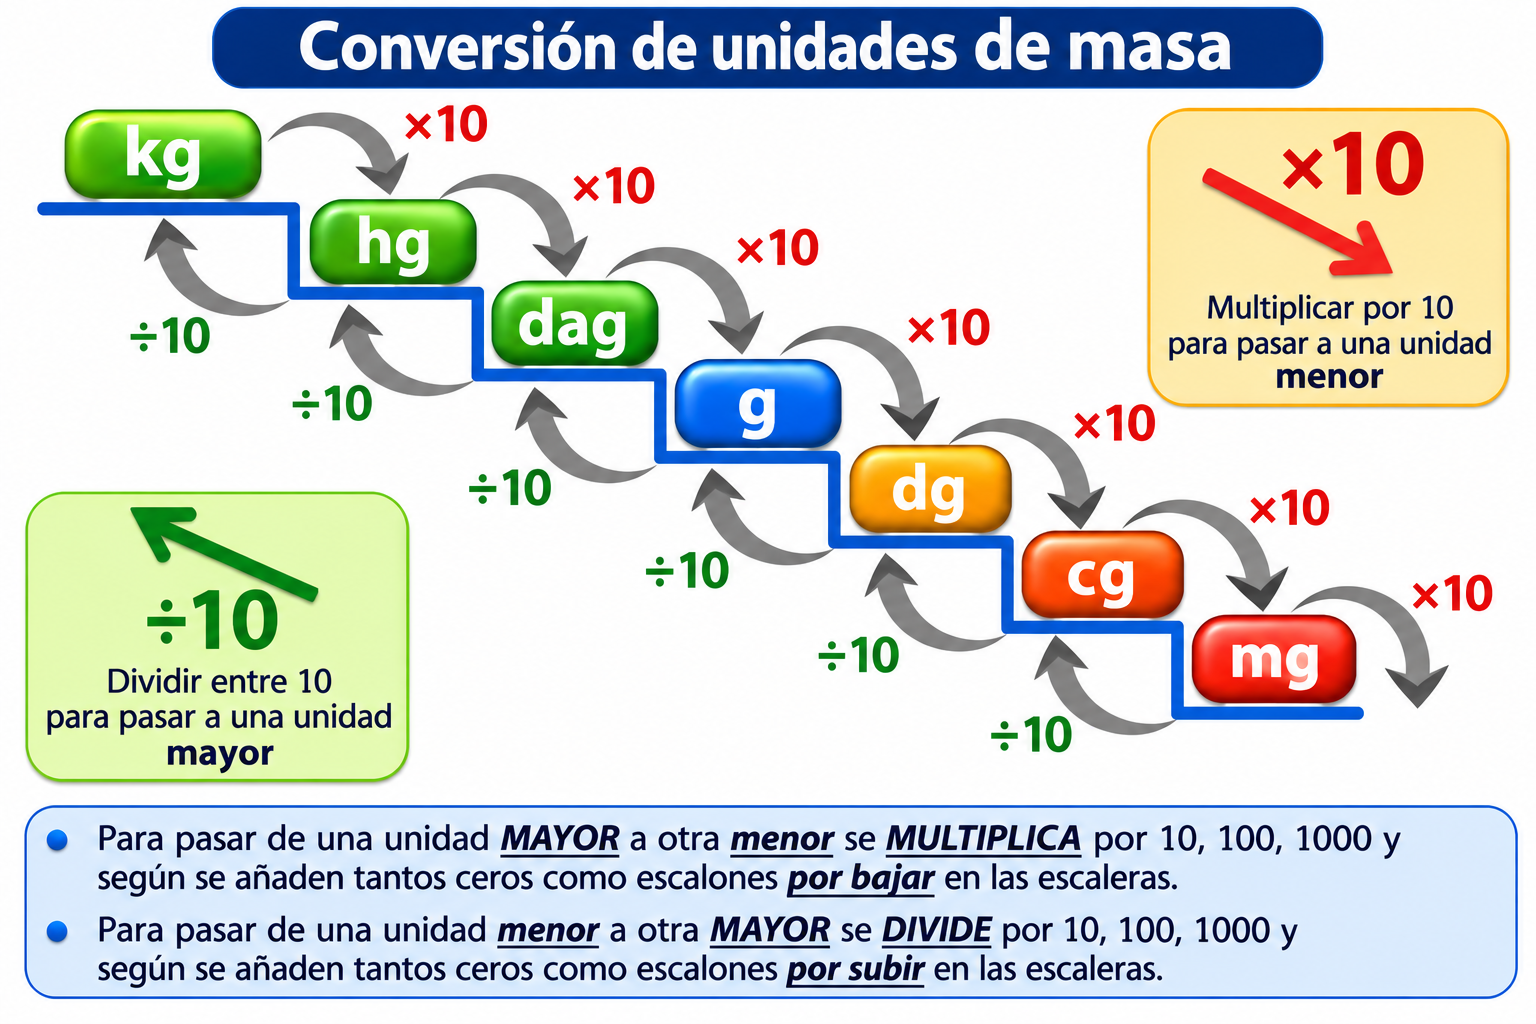 Conversión de unidades de masa
kg
×10
hg
×10
dag
×10
g
×10
dg
×10
cg
×10
mg
×10
÷10
÷10
÷10
÷10
÷10
÷10
×10
Multiplicar por 10
para pasar a una unidad
menor
÷10
Dividir entre 10
para pasar a una unidad
mayor
Para pasar de una unidad MAYOR a otra menor se MULTIPLICA por 10, 100, 1000 y
según se añaden tantos ceros como escalones por bajar en las escaleras.
Para pasar de una unidad menor a otra MAYOR se DIVIDE por 10, 100, 1000 y
según se añaden tantos ceros como escalones por subir en las escaleras.